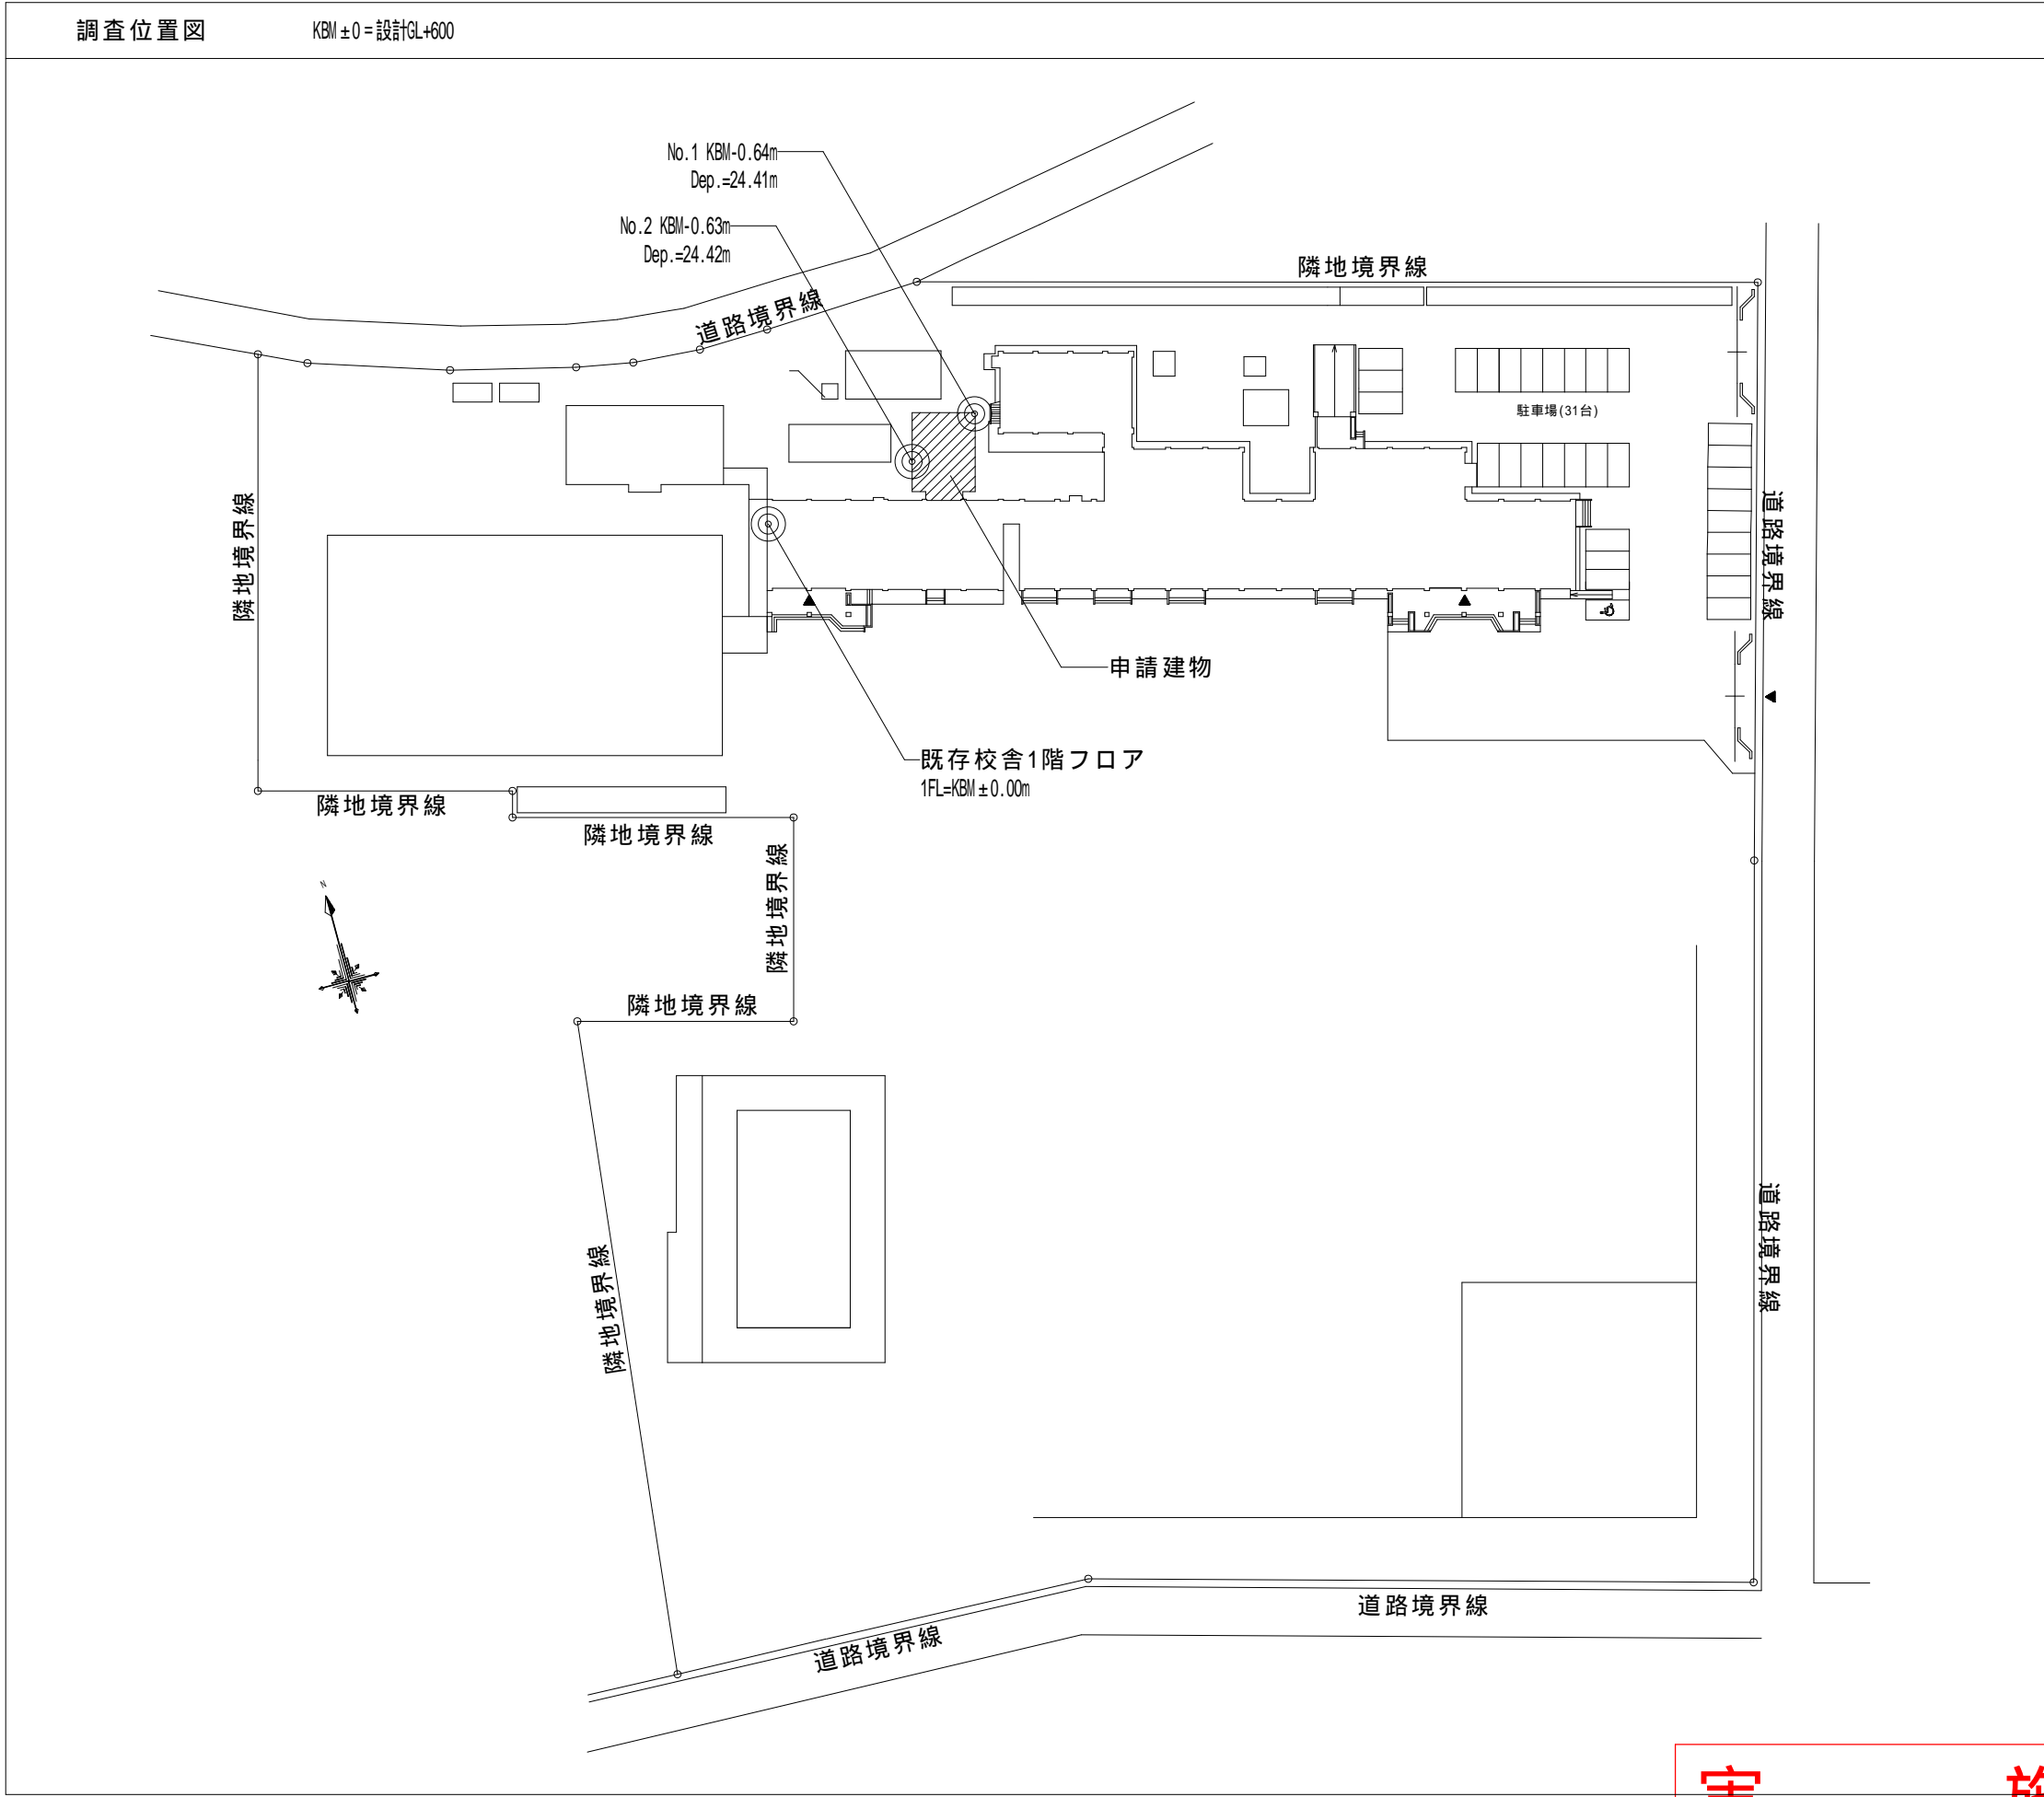 調査位置図
KBM±0=設計GL+600
No.1 KBM-0.64m
Dep.=24.41m
No.2 KBM-0.63m
Dep.=24.42m
道路境界線
隣地境界線
駐車場(31台)
隣地境界線
道路境界線
申請建物
既存校舎1階フロア
1FL=KBM±0.00m
隣地境界線
隣地境界線
隣地境界線
N
隣地境界線
隣地境界線
道路境界線
道路境界線
道路境界線